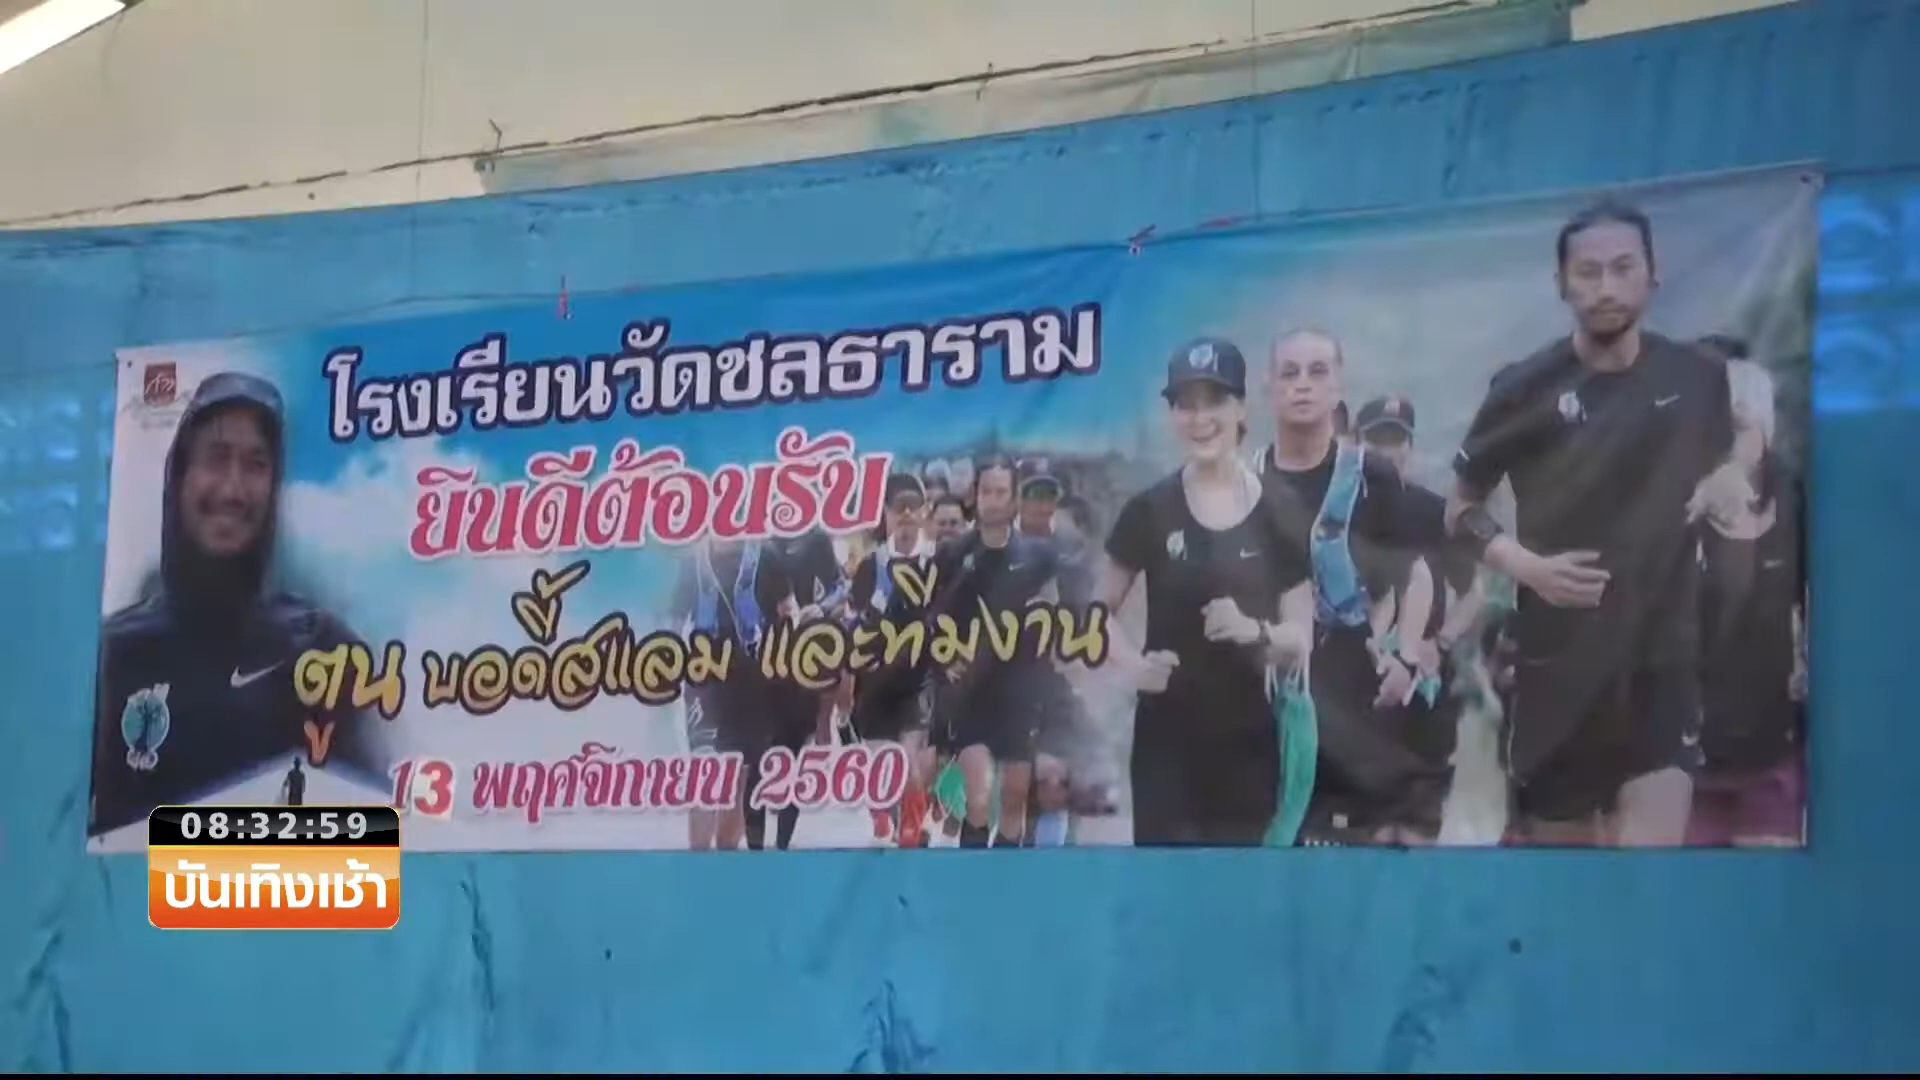 โรงเรียนวัดชลธาราม
ยินดีต้อนรับ
ตูน บอดี้สแลม และทีมงาน
13 พฤศจิกายน 2560
08:32:59
บันเทิงเช้า